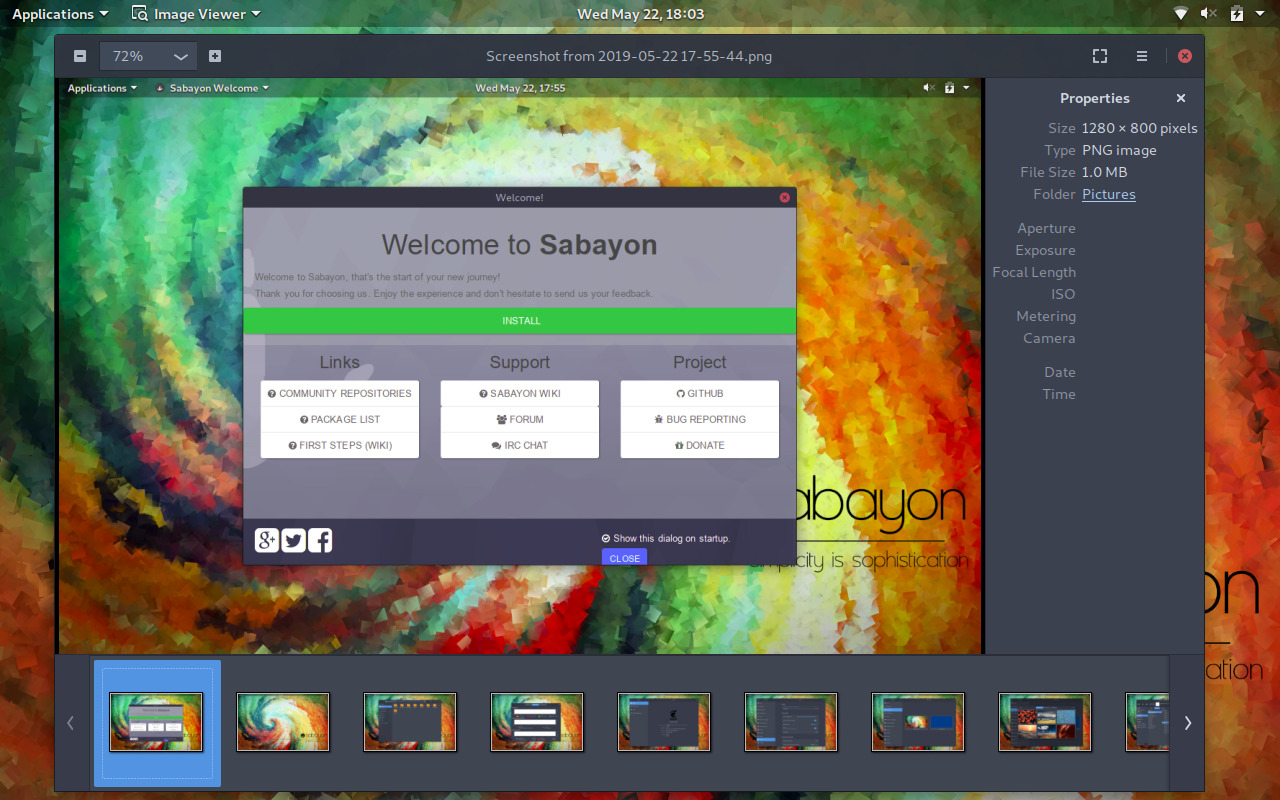 Applications Image Viewer Wed May 22, 18:03
72% Screenshot from 2019-05-22 17-55-44.png
Applications Sabayon Welcome Wed May 22, 17:55
Welcome!
Welcome to Sabayon
Welcome to Sabayon, that's the start of your new journey!
Thank you for choosing us. Enjoy the experience and don't hesitate to send us your feedback.
INSTALL
Links Support Project
COMMUNITY REPOSITORIES SABAYON WIKI GITHUB
PACKAGE LIST FORUM BUG REPORTING
FIRST STEPS (WIKI) IRC CHAT DONATE
Show this dialog on startup.
CLOSE
abayon
simplicity is sophistication
Properties
Size 1280 × 800 pixels
Type PNG image
File Size 1.0 MB
Folder Pictures
Aperture
Exposure
Focal Length
ISO
Metering
Camera
Date
Time
on
cation